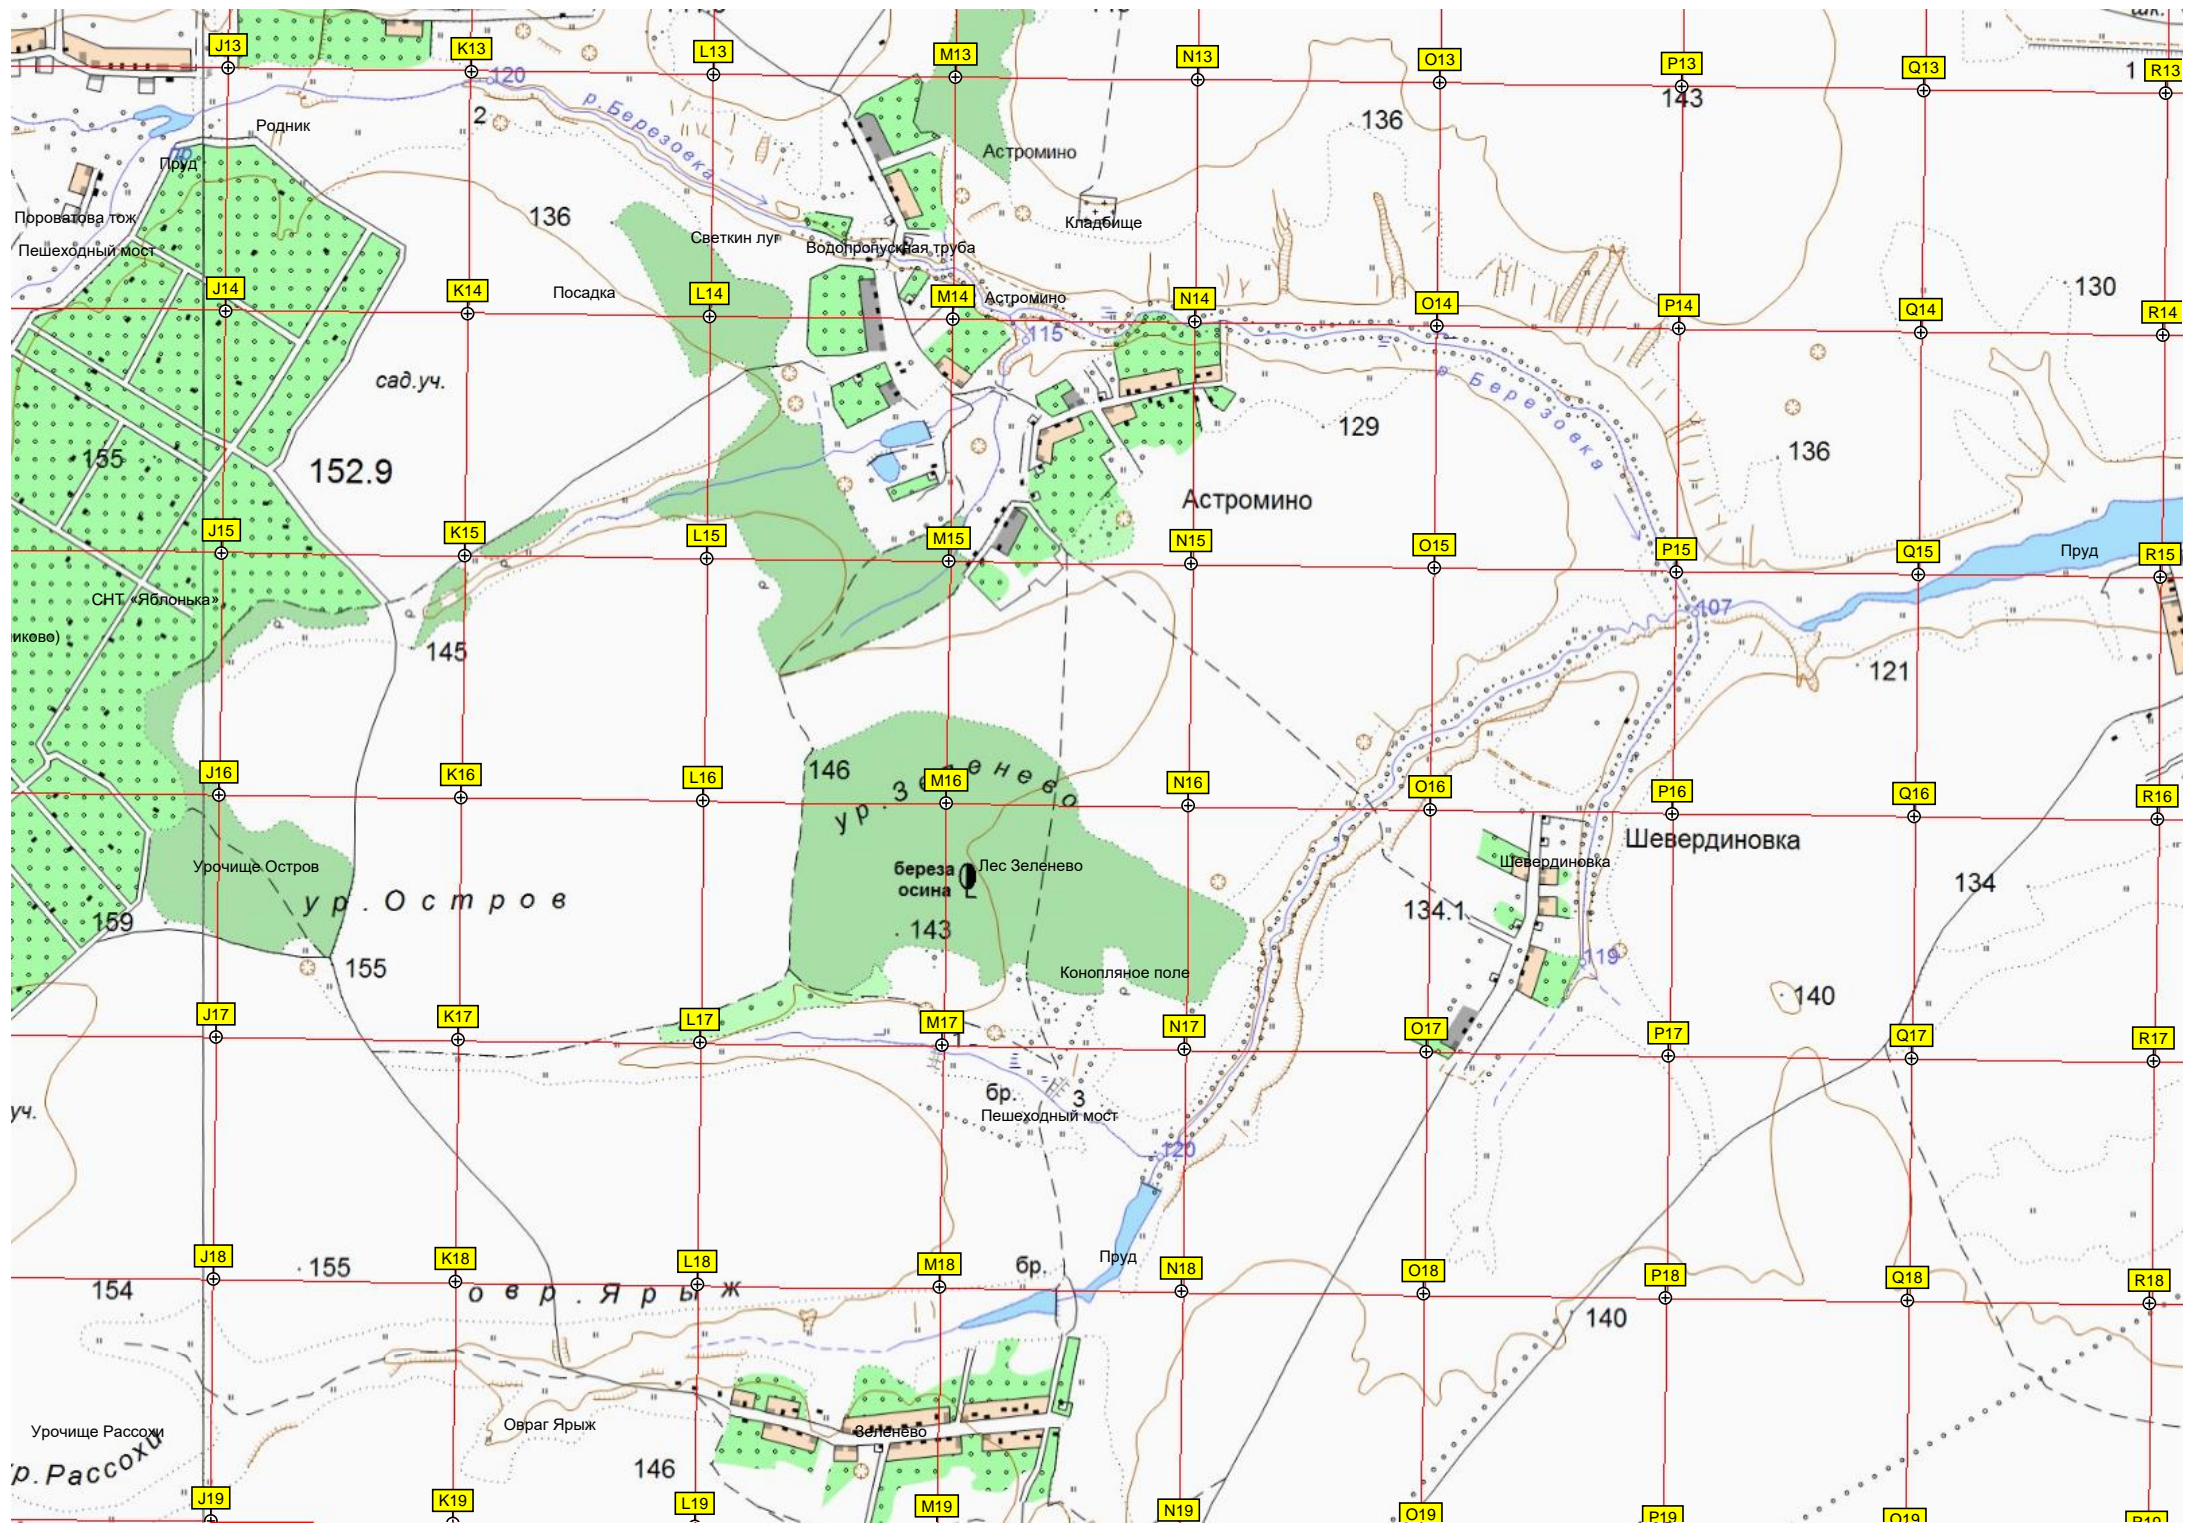 J13
K13
L13
M13
N13
O13
P13
Q13
R13
120
2
р. Березовка
143
1
136
Родник
пр.
Пруд
Астромино
Пороватова тож
136
Светкин луг
Кладбище
Пешеходный мост
Водопропускная труба
J14
K14
Посадка
L14
M14
Астромино
N14
O14
P14
Q14
130
R14
115
сад.уч.
р. Березовка
129
155
152.9
136
Астромино
J15
K15
L15
M15
N15
O15
P15
Q15
Пруд
R15
СНТ «Яблонька»
107
иково)
145
121
J16
K16
L16
146
ур. Зеленево
M16
N16
O16
P16
Q16
R16
Шевердиновка
Урочище Остров
береза
осина
Лес Зеленево
Шевердиновка
134
ур. Остров
134.1
159
143
155
Конопляное поле
119
140
J17
K17
L17
M17
N17
O17
P17
Q17
R17
уч.
бр.
3
Пешеходный мост
120
J18
K18
L18
M18
бр.
Пруд
N18
O18
P18
Q18
R18
155
154
овр. Ярыж
140
Урочище Рассохи
Овраг Ярыж
Зеленево
р. Рассохи
146
J19
K19
L19
M19
N19
O19
P19